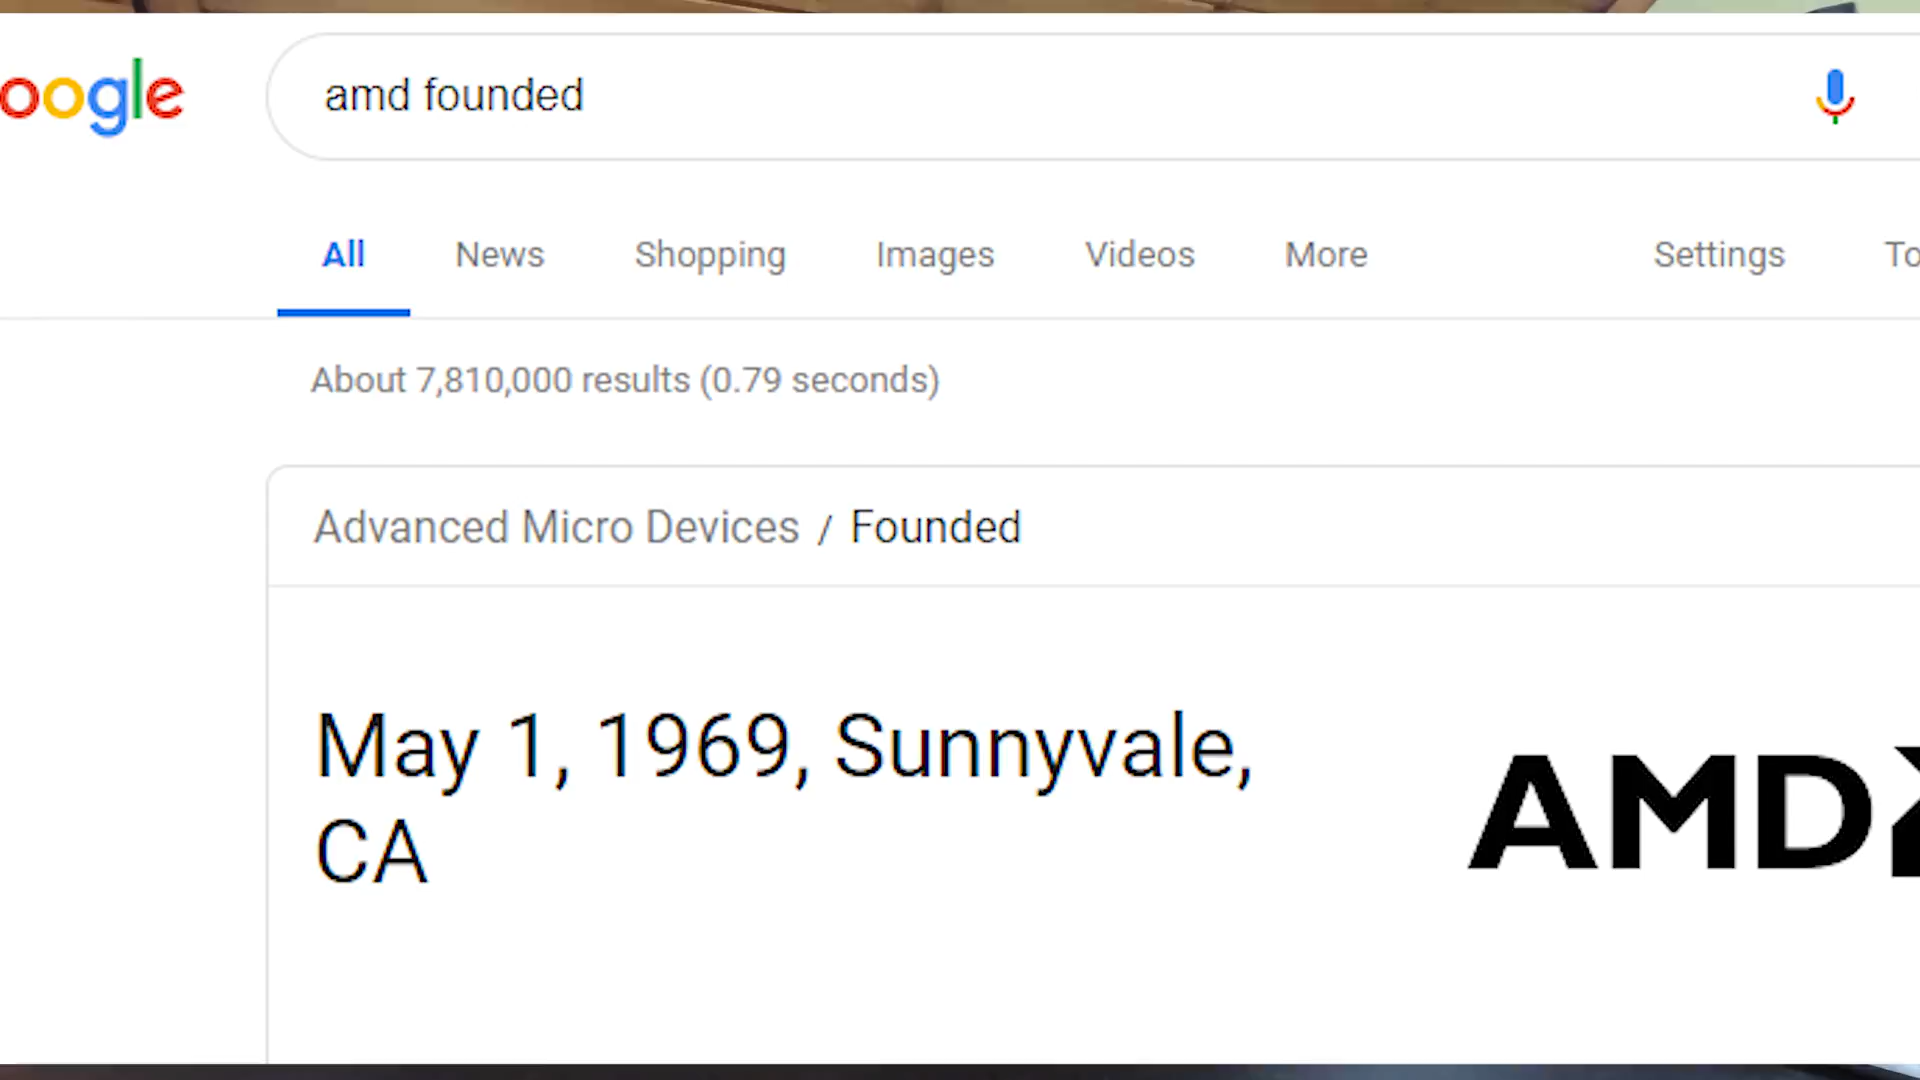 oogle
amd founded
All News Shopping Images Videos More Settings To
About 7,810,000 results (0.79 seconds)
Advanced Micro Devices / Founded
May 1, 1969, Sunnyvale,
CA
AMD